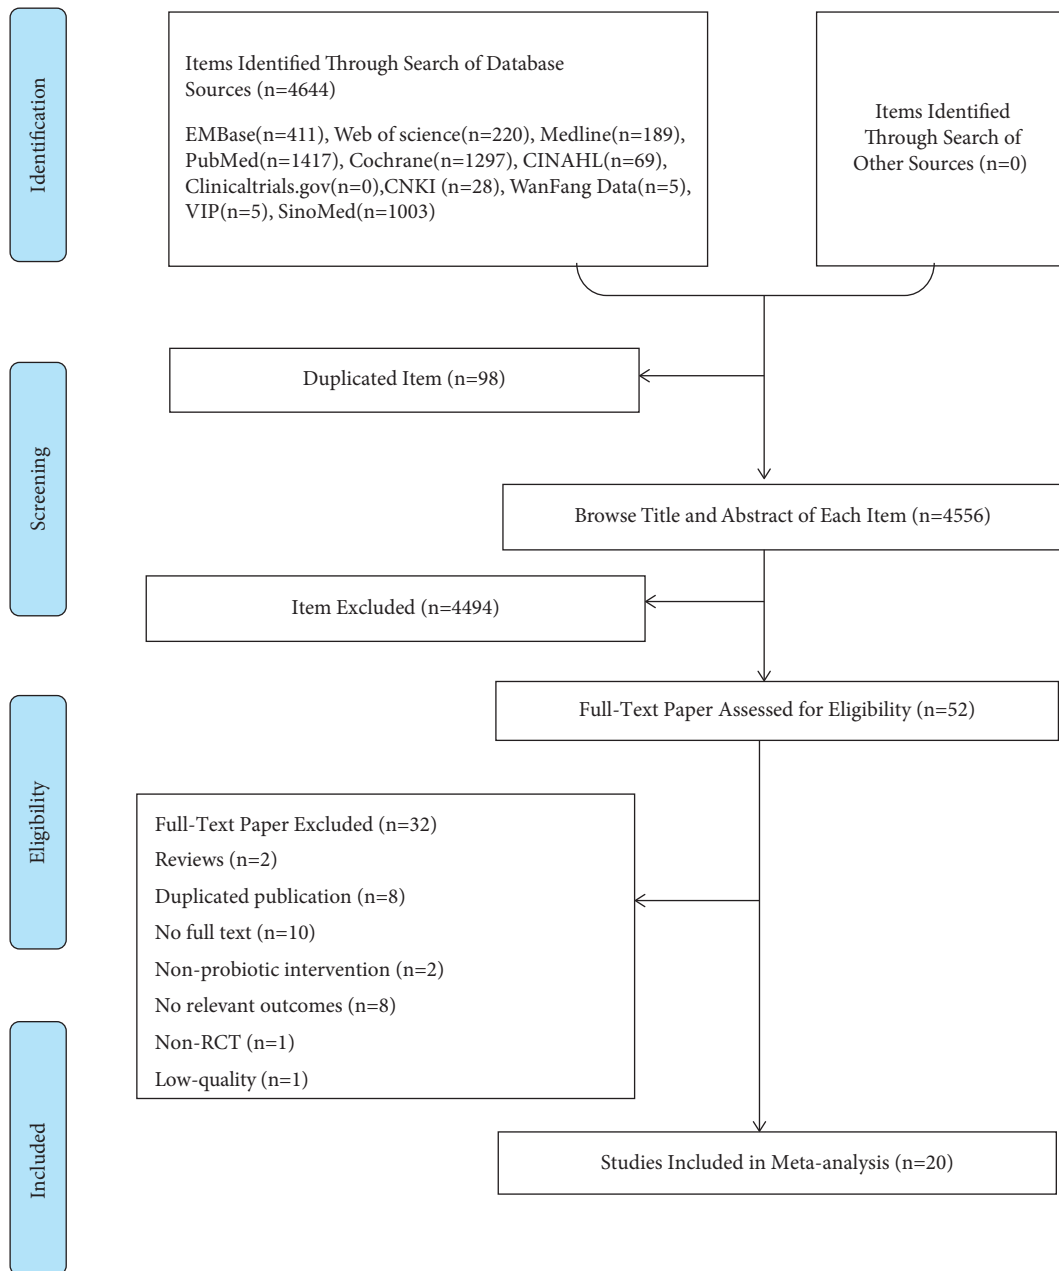 Identification
Items Identified Through Search of Database
Sources (n=4644)
EMBase(n=411), Web of science(n=220), Medline(n=189),
PubMed(n=1417), Cochrane(n=1297), CINAHL(n=69),
Clinicaltrials.gov(n=0),CNKI (n=28), WanFang Data(n=5),
VIP(n=5), SinoMed(n=1003)
Items Identified
Through Search of
Other Sources (n=0)
Screening
Duplicated Item (n=98)
Browse Title and Abstract of Each Item (n=4556)
Item Excluded (n=4494)
Full-Text Paper Assessed for Eligibility (n=52)
Eligibility
Full-Text Paper Excluded (n=32)
Reviews (n=2)
Duplicated publication (n=8)
No full text (n=10)
Non-probiotic intervention (n=2)
No relevant outcomes (n=8)
Non-RCT (n=1)
Low-quality (n=1)
Included
Studies Included in Meta-analysis (n=20)